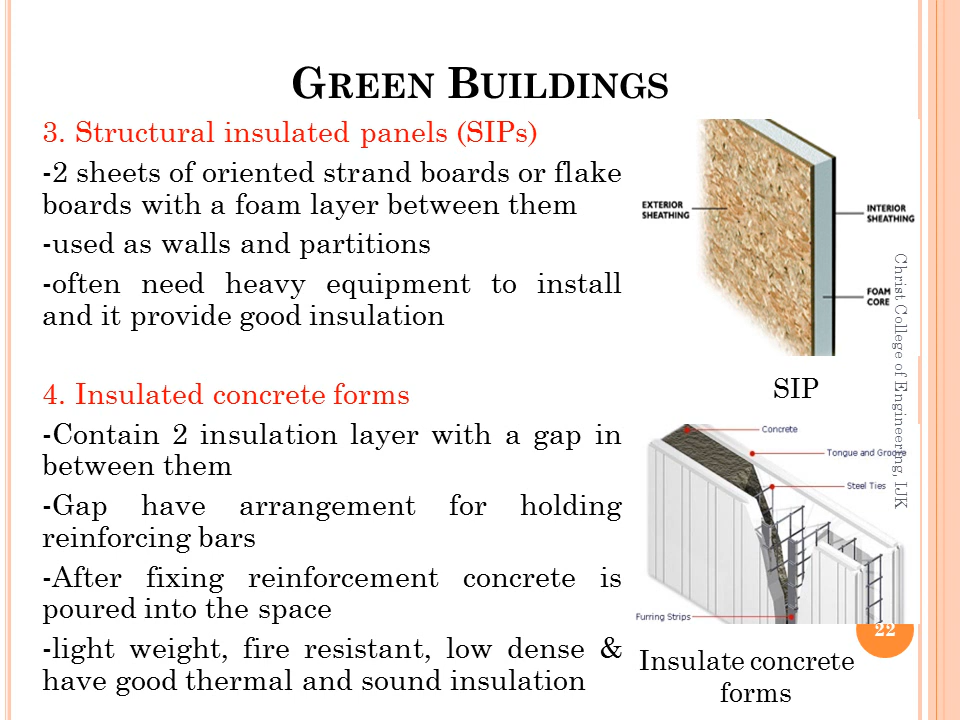 GREEN BUILDINGS
3. Structural insulated panels (SIPs)
-2 sheets of oriented strand boards or flake
boards with a foam layer between them
-used as walls and partitions
-often need heavy equipment to install
and it provide good insulation
4. Insulated concrete forms
-Contain 2 insulation layer with a gap in
between them
-Gap have arrangement for holding
reinforcing bars
-After fixing reinforcement concrete is
poured into the space
-light weight, fire resistant, low dense &
have good thermal and sound insulation
EXTERIOR
SHEATHING
INTERIOR
SHEATHING
FOAM
CORE
SIP
Concrete
Tongue and Groove
Steel Ties
Furring Strips
Insulate concrete
forms
Christ College of Engineering, IJK
22